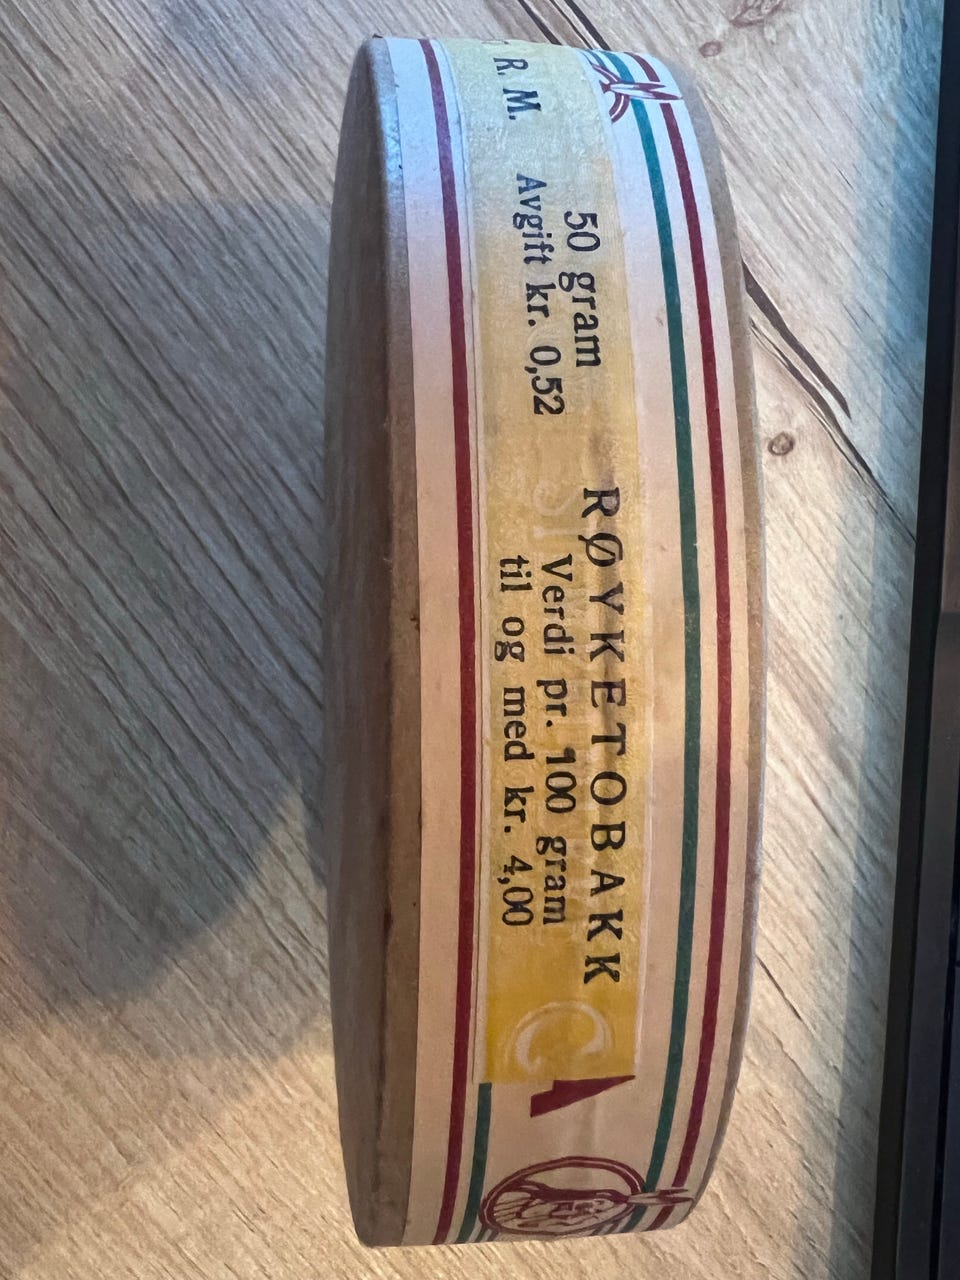 R. M.
50 gram
Avgift kr. 0,52
RØYKETOBAKK
Verdi pr. 100 gram
til og med kr. 4,00
C
A